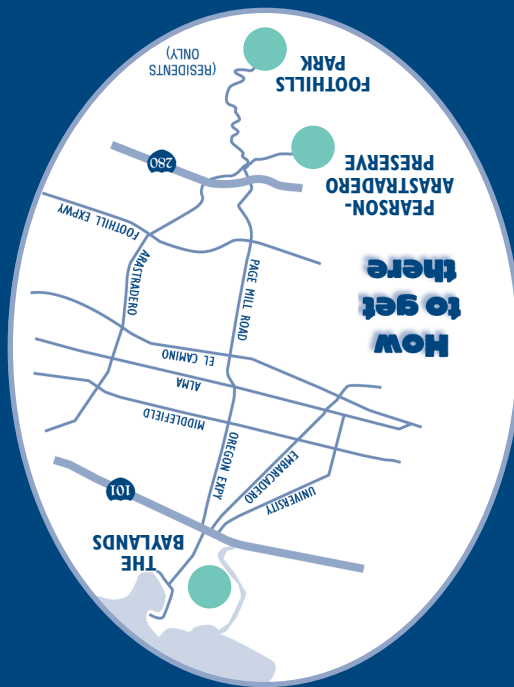 How
to get
there
THE
BAYLANDS
101
UNIVERSITY
EMBARCADERO
OREGON EXPY
MIDDLEFIELD
ALMA
EL CAMINO
PAGE MILL ROAD
ARASTRADERO
FOOTHILL EXPWY
280
PEARSON-
ARASTRADERO
PRESERVE
FOOTHILLS
PARK
(RESIDENTS
ONLY)